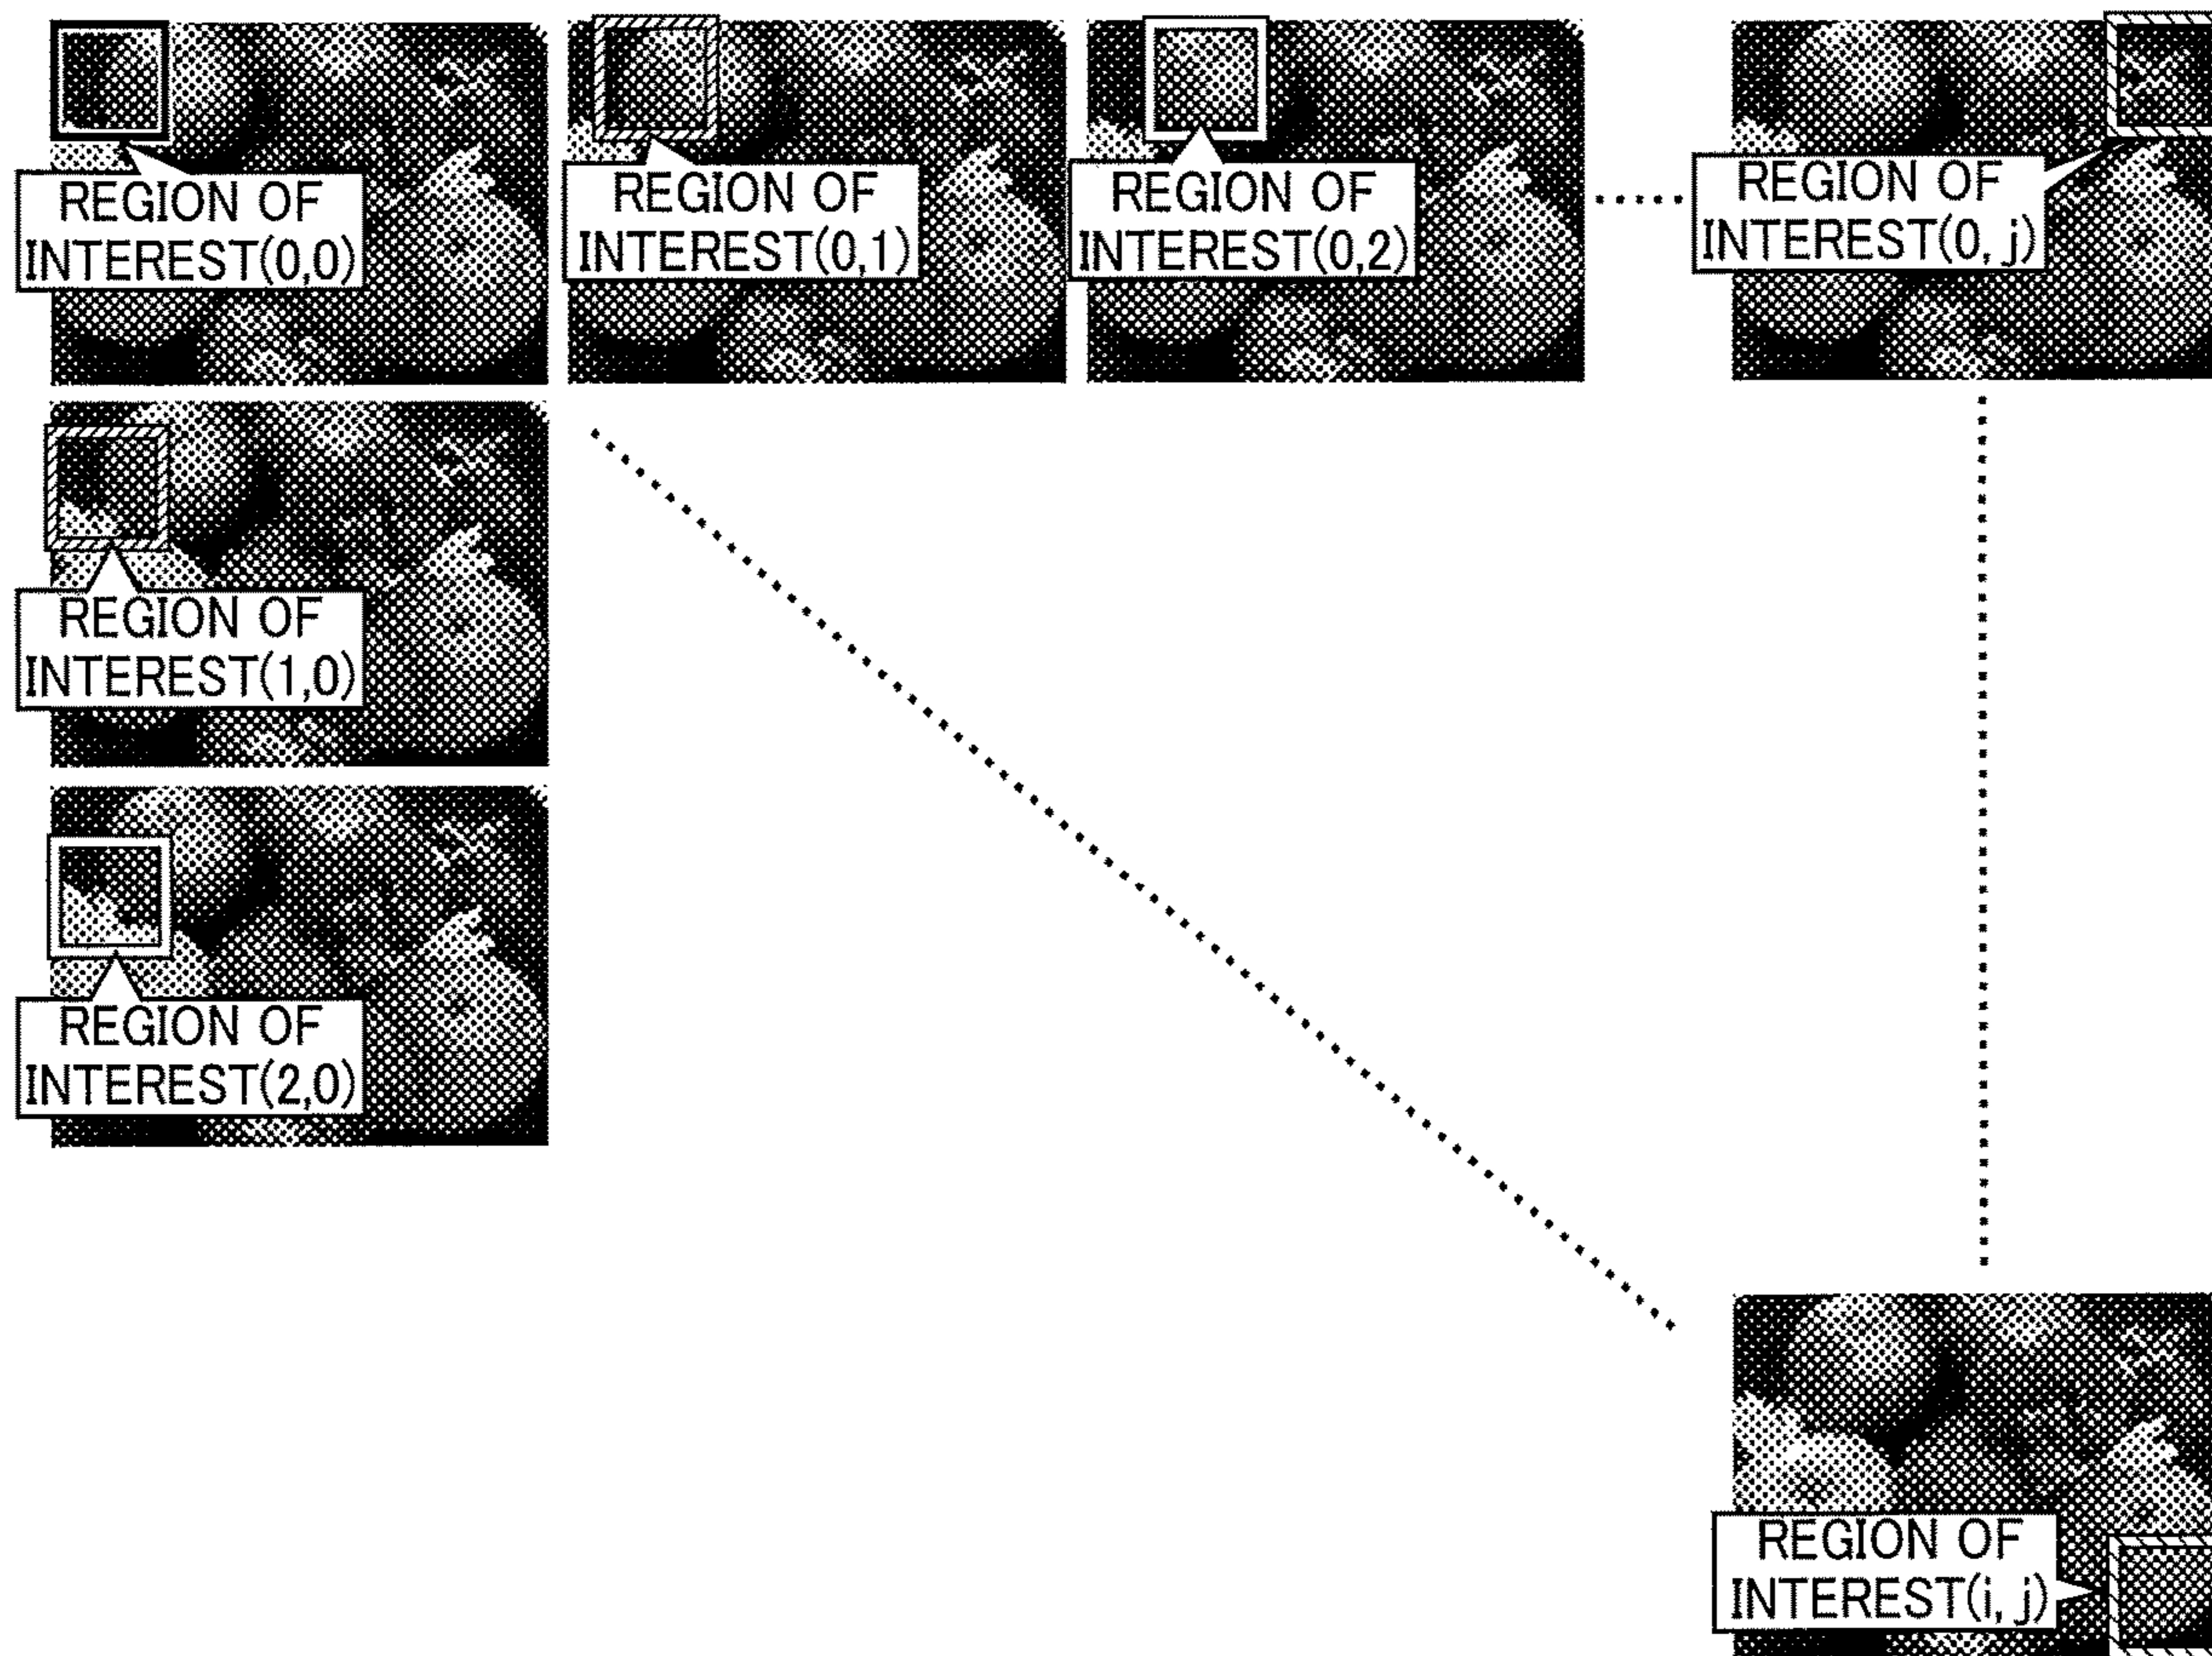 REGION OF
INTEREST(0,0)
REGION OF
INTEREST(0,1)
REGION OF
INTEREST(0,2)
REGION OF
INTEREST(0, j)
REGION OF
INTEREST(1,0)
REGION OF
INTEREST(2,0)
REGION OF
INTEREST(i, j)